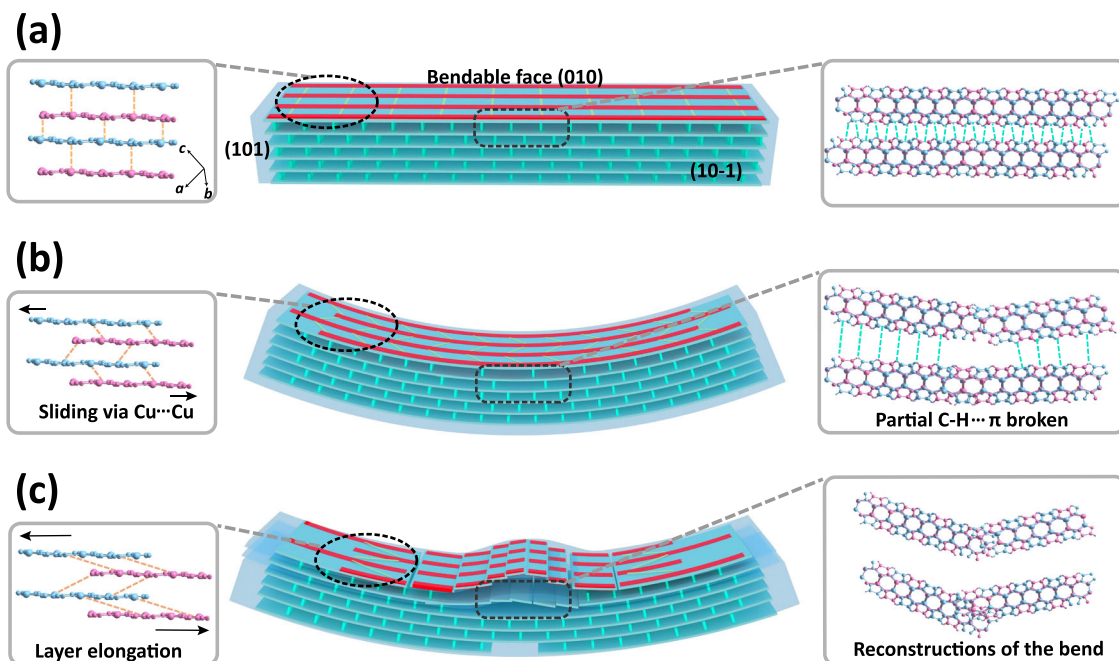 (a)
Bendable face (010)
c
a
b
(101)
(10-1)
(b)
Sliding via Cu···Cu
Partial C-H··· π broken
(c)
Layer elongation
Reconstructions of the bend